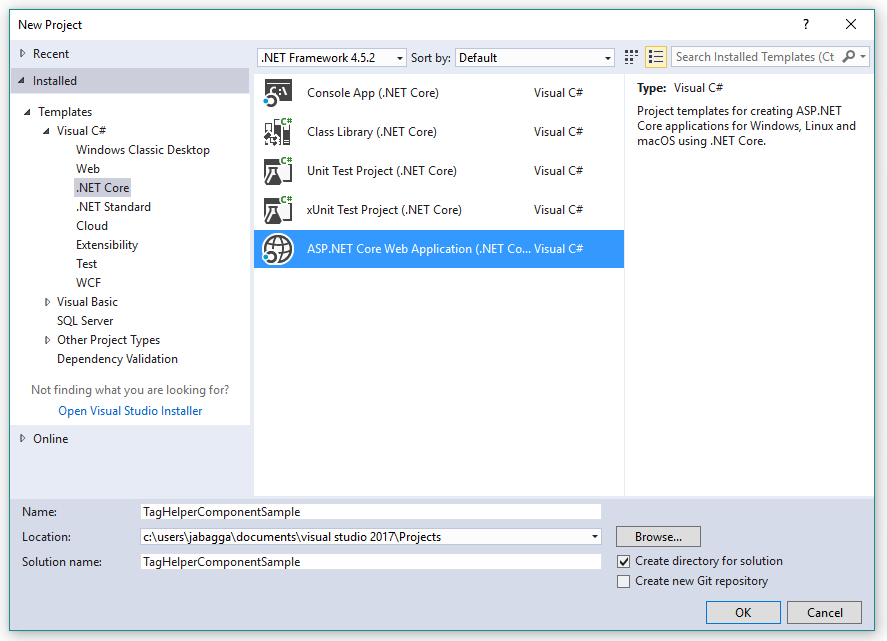 New Project
?
Recent
.NET Framework 4.5.2
Sort by:
Default
Search Installed Templates (Ct
Installed
Templates
Visual C#
Windows Classic Desktop
Web
.NET Core
.NET Standard
Cloud
Extensibility
Test
WCF
Visual Basic
SQL Server
Other Project Types
Dependency Validation
Not finding what you are looking for?
Open Visual Studio Installer
Online
C:\
Console App (.NET Core) Visual C#
C#
Class Library (.NET Core) Visual C#
C#
Unit Test Project (.NET Core) Visual C#
C#
xUnit Test Project (.NET Core) Visual C#
ASP.NET Core Web Application (.NET Co... Visual C#
Type: Visual C#
Project templates for creating ASP.NET
Core applications for Windows, Linux and
macOS using .NET Core.
Name: TagHelperComponentSample
Location: c:\users\jabagga\documents\visual studio 2017\Projects
Browse...
Solution name: TagHelperComponentSample
Create directory for solution
Create new Git repository
OK
Cancel